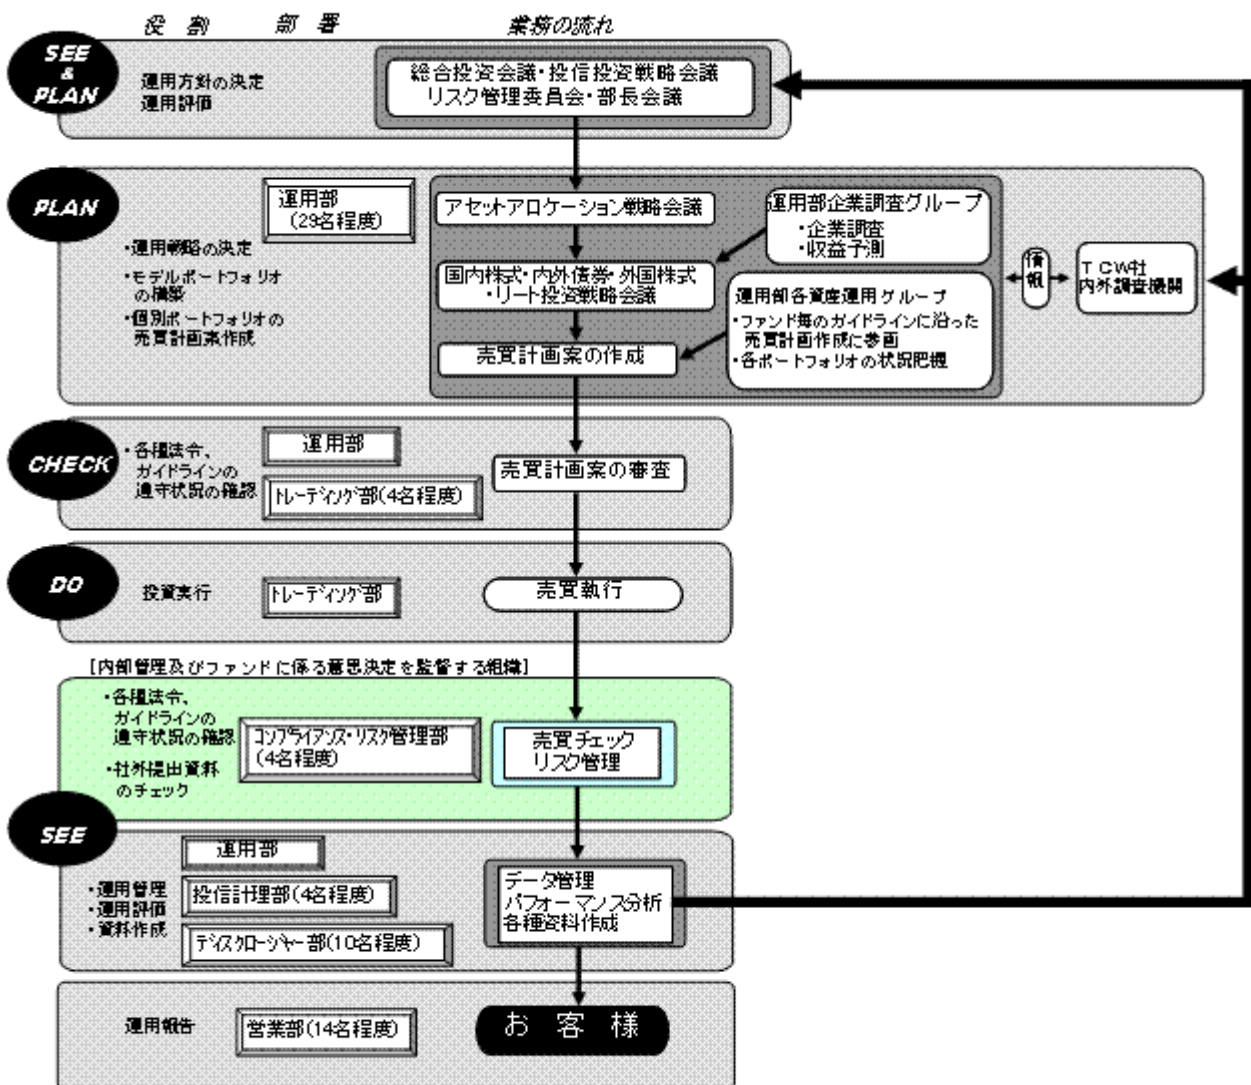 役 割 部 署 業務の流れ
SEE
&
PLAN
運用方針の決定
運用評価
総合投資会議・投信投資戦略会議
リスク管理委員会・部長会議
PLAN
・運用戦略の決定
・モデルポートフォリオ
の構築
・個別ポートフォリオの
売買計画案作成
運用部
(29名程度)
アセットアロケーション戦略会議
国内株式・内外債券・外国株式
・リート投資戦略会議
売買計画案の作成
運用部企業調査グループ
・企業調査
・収益予測
運用部各資産運用グループ
・ファンド毎のガイドラインに沿った
売買計画作成に参画
・各ポートフォリオの状況把握
情
報
TCW社
内外調査機関
CHECK
・各種法令、
ガイドラインの
遵守状況の確認
運用部
トレーディング部(4名程度)
売買計画案の審査
DO
投資実行
トレーディング部
売買執行
[内部管理及びファンドに係る意思決定を監督する組織]
・各種法令、
ガイドラインの
遵守状況の確認
・社外提出資料
のチェック
コンプライアンス・リスク管理部
(4名程度)
売買チェック
リスク管理
SEE
・運用管理
・運用評価
・資料作成
運用部
投信計理部(4名程度)
ディスクロージャー部(10名程度)
データ管理
パフォーマンス分析
各種資料作成
運用報告
営業部(14名程度)
お 客 様